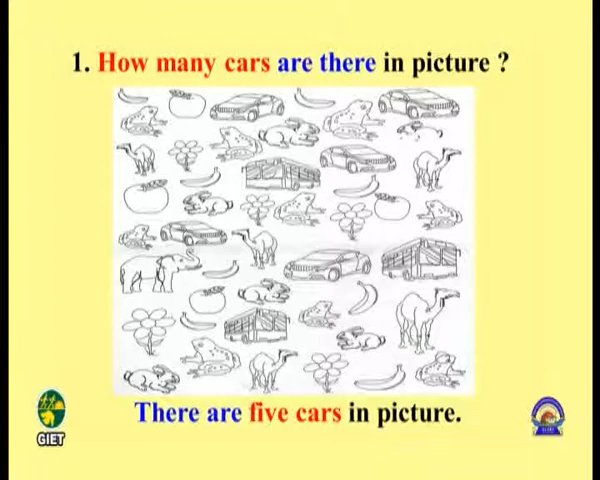 1. How many cars are there in picture ?
There are five cars in picture.
GIET